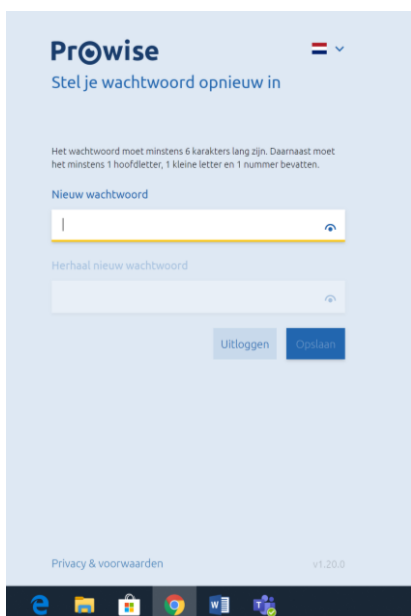 Prowise
Stel je wachtwoord opnieuw in
Het wachtwoord moet minstens 6 karakters lang zijn. Daarnaast moet
het minstens 1 hoofdletter, 1 kleine letter en 1 nummer bevatten.
Nieuw wachtwoord
Herhaal nieuw wachtwoord
Uitloggen Opslaan
Privacy & voorwaarden v1.20.0